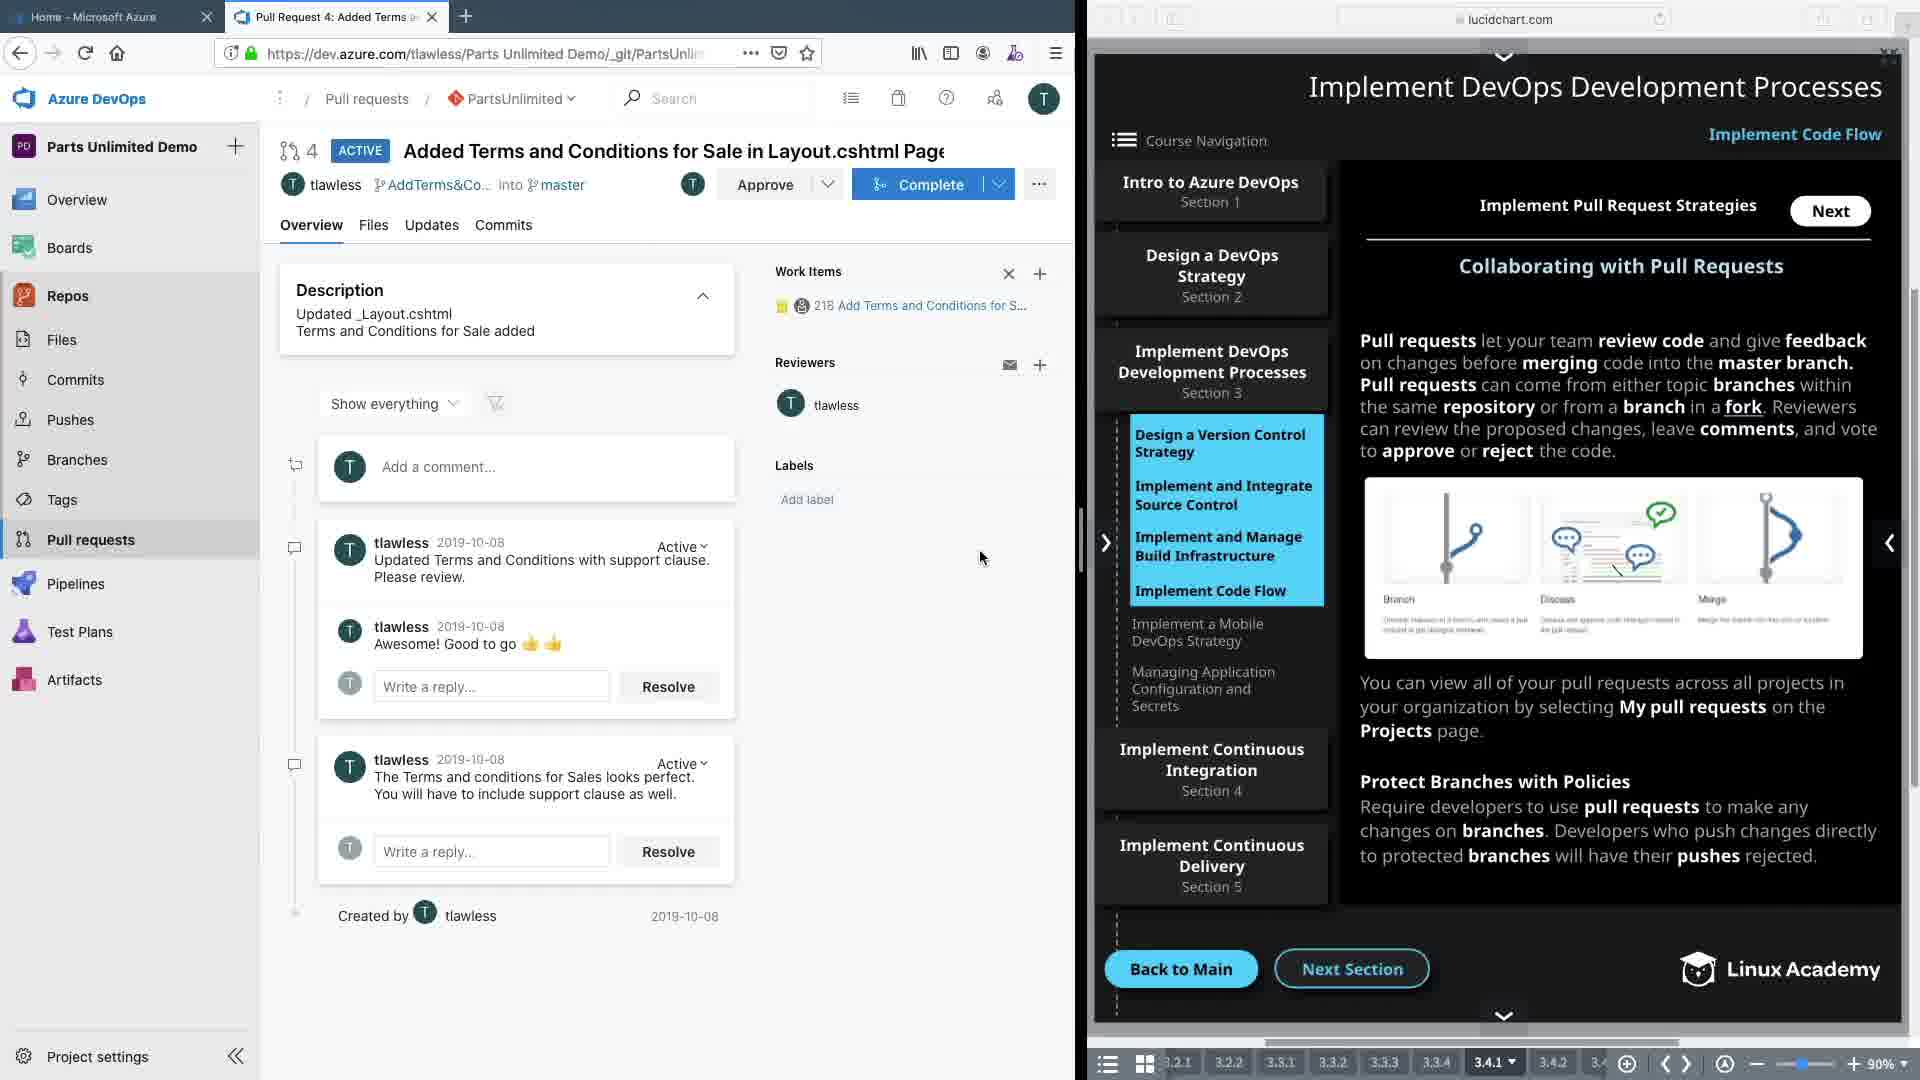 Home - Microsoft Azure
Pull Request 4: Added Terms
https://dev.azure.com/tlawless/Parts Unlimited Demo/_git/PartsUnlim
Azure DevOps
/ Pull requests / PartsUnlimited
Search
T
PD Parts Unlimited Demo
Overview
Boards
Repos
Files
Commits
Pushes
Branches
Tags
Pull requests
Pipelines
Test Plans
Artifacts
Project settings
4 ACTIVE Added Terms and Conditions for Sale in Layout.cshtml Page
T tlawless AddTerms&Co... into master
T Approve Complete
Overview Files Updates Commits
Description
Updated _Layout.cshtml
Terms and Conditions for Sale added
Show everything
T Add a comment...
T tlawless 2019-10-08 Active
Updated Terms and Conditions with support clause.
Please review.
T tlawless 2019-10-08
Awesome! Good to go 👍 👍
T Write a reply... Resolve
T tlawless 2019-10-08 Active
The Terms and conditions for Sales looks perfect.
You will have to include support clause as well.
T Write a reply... Resolve
Created by T tlawless 2019-10-08
Work Items
218 Add Terms and Conditions for S...
Reviewers
T tlawless
Labels
Add label
lucidchart.com
Implement DevOps Development Processes
Course Navigation
Implement Code Flow
Intro to Azure DevOps
Section 1
Design a DevOps
Strategy
Section 2
Implement DevOps
Development Processes
Section 3
Design a Version Control
Strategy
Implement and Integrate
Source Control
Implement and Manage
Build Infrastructure
Implement Code Flow
Implement a Mobile
DevOps Strategy
Managing Application
Configuration and
Secrets
Implement Continuous
Integration
Section 4
Implement Continuous
Delivery
Section 5
Implement Pull Request Strategies
Next
Collaborating with Pull Requests
Pull requests let your team review code and give feedback
on changes before merging code into the master branch.
Pull requests can come from either topic branches within
the same repository or from a branch in a fork. Reviewers
can review the proposed changes, leave comments, and vote
to approve or reject the code.
Branch
Discuss
Merge
You can view all of your pull requests across all projects in
your organization by selecting My pull requests on the
Projects page.
Protect Branches with Policies
Require developers to use pull requests to make any
changes on branches. Developers who push changes directly
to protected branches will have their pushes rejected.
Back to Main
Next Section
Linux Academy
3.2.1 3.2.2 3.3.1 3.3.2 3.3.3 3.3.4 3.4.1 3.4.2 3.4
90%